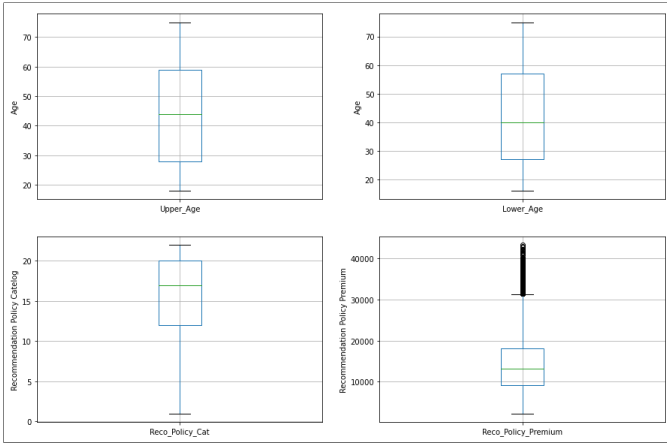 70
60
50
40
30
20
Age
Upper_Age
70
60
50
40
30
20
Age
Lower_Age
20
15
10
5
0
Recommendation Policy Catelog
Reco_Policy_Cat
40000
30000
20000
10000
Recommendation Policy Premium
Reco_Policy_Premium